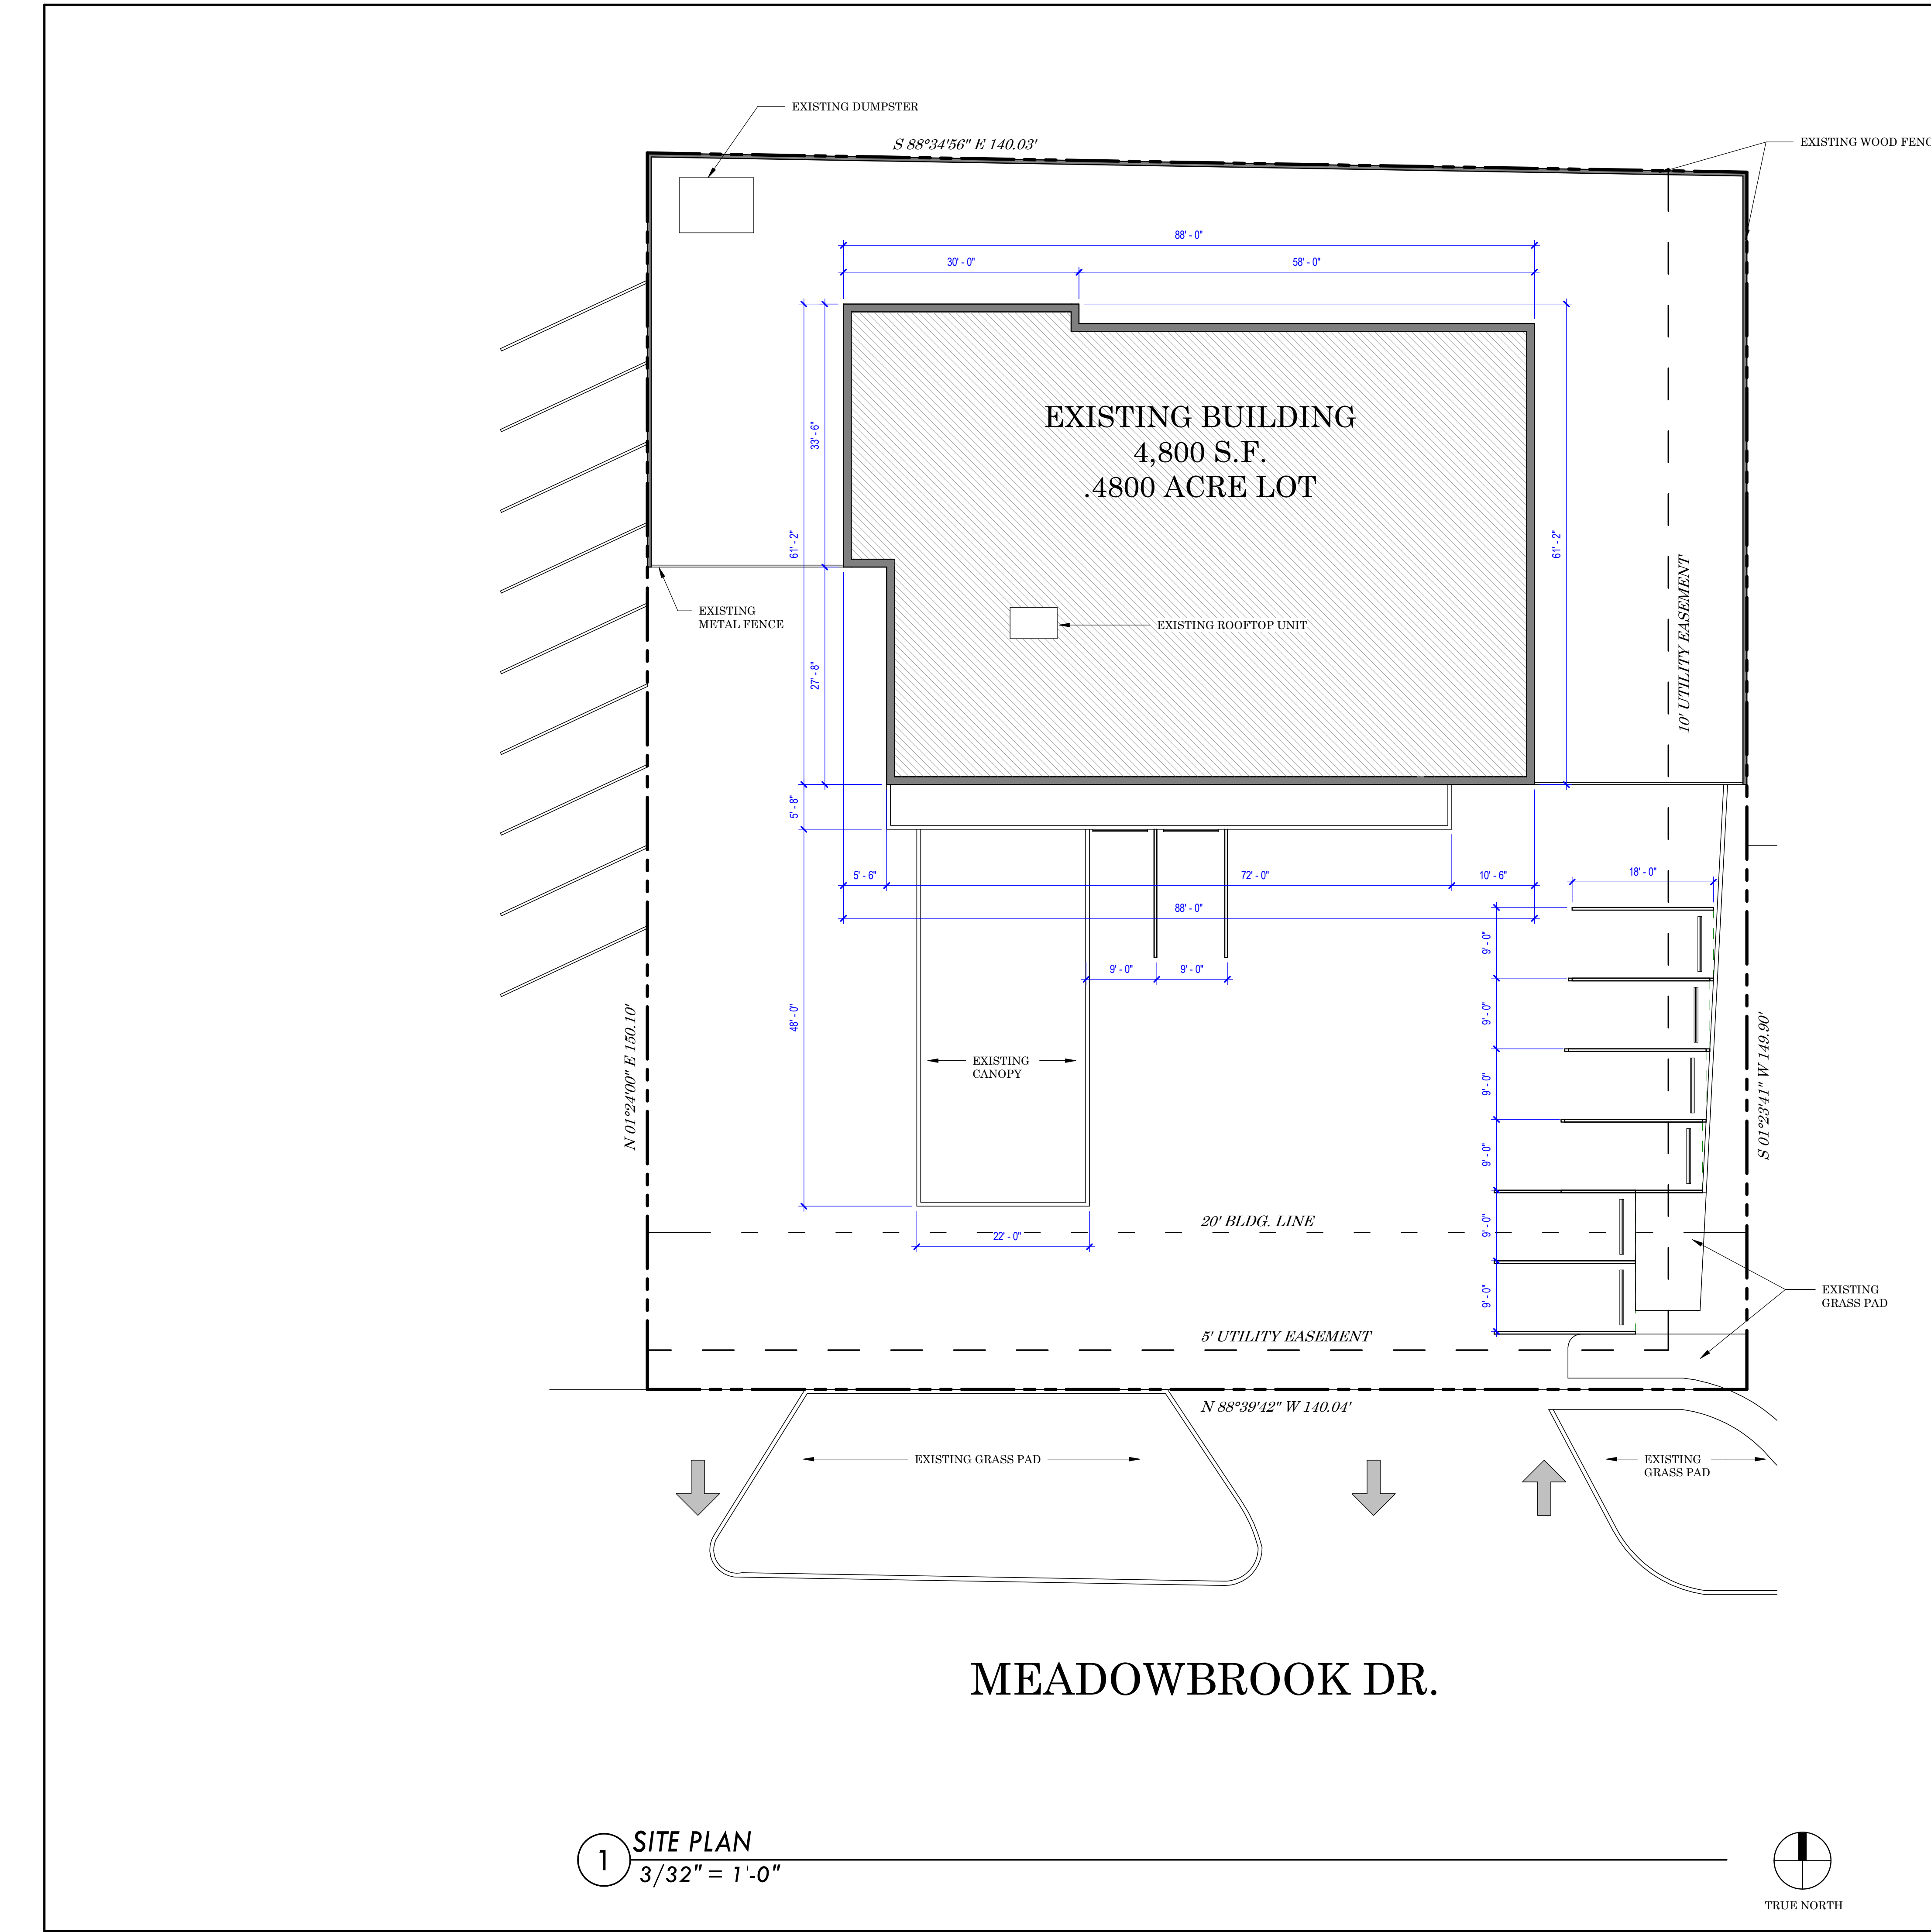 EXISTING DUMPSTER
S 88°34'56" E 140.03'
EXISTING WOOD FENC
88' - 0"
30' - 0"
58' - 0"
33' - 6"
61' - 2"
27' - 8"
5' - 8"
48' - 0"
61' - 2"
EXISTING BUILDING
4,800 S.F.
.4800 ACRE LOT
EXISTING
METAL FENCE
EXISTING ROOFTOP UNIT
10' UTILITY EASEMENT
5' - 6"
72' - 0"
10' - 6"
18' - 0"
88' - 0"
9' - 0"
9' - 0"
9' - 0"
9' - 0"
9' - 0"
9' - 0"
9' - 0"
9' - 0"
N 01°24'00" E 150.10'
S 01°23'41" W 149.90'
EXISTING
CANOPY
20' BLDG. LINE
22' - 0"
EXISTING
GRASS PAD
5' UTILITY EASEMENT
N 88°39'42" W 140.04'
EXISTING GRASS PAD
EXISTING
GRASS PAD
MEADOWBROOK DR.
1
SITE PLAN
3/32" = 1'-0"
TRUE NORTH